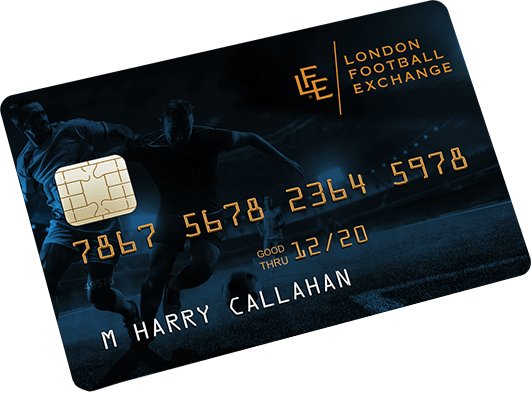 LFE
LONDON
FOOTBALL
EXCHANGE
7867 5678 2364 5978
GOOD
THRU
12/20
M HARRY CALLAHAN